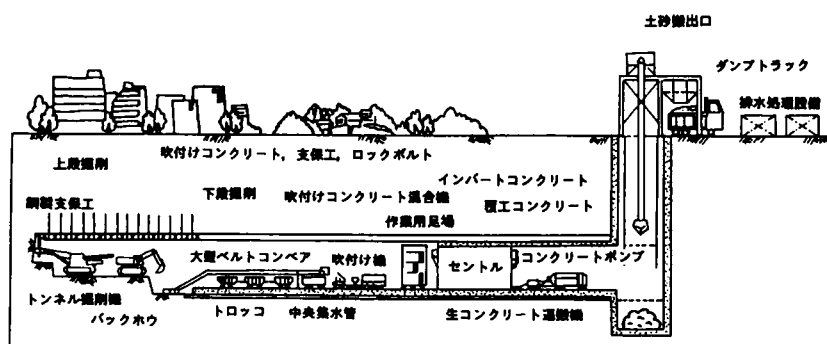 土砂搬出口
ダンプトラック
排水処理設備
上段掘削
吹付けコンクリート，支保工，ロックボルト
下段掘削
インバートコンクリート
鋼製支保工
吹付けコンクリート混合機
覆工コンクリート
作業用足場
大型ベルトコンベア
吹付け機
セントル
コンクリートポンプ
トンネル掘削機
バックホウ
トロッコ
中央集水管
生コンクリート運搬機